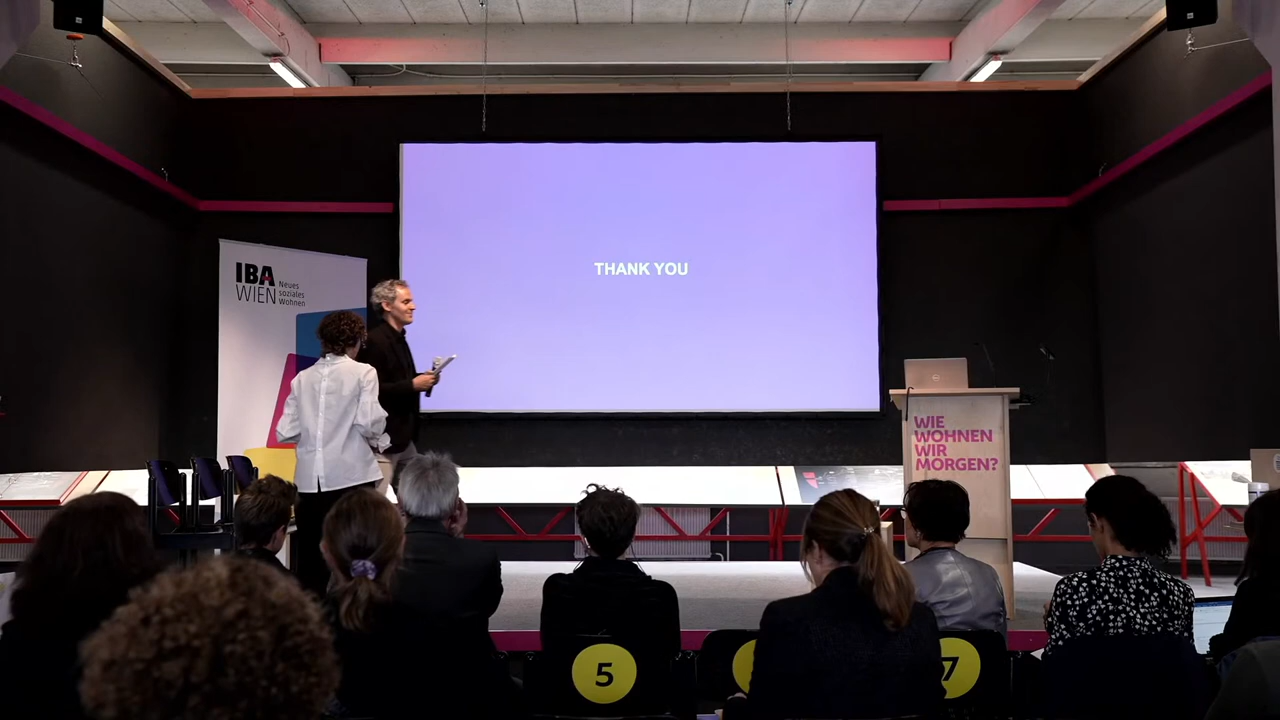 THANK YOU
IBA
WIEN
Neues
soziales
Wohnen
WIE
WOHNEN
WIR
MORGEN?
5
7